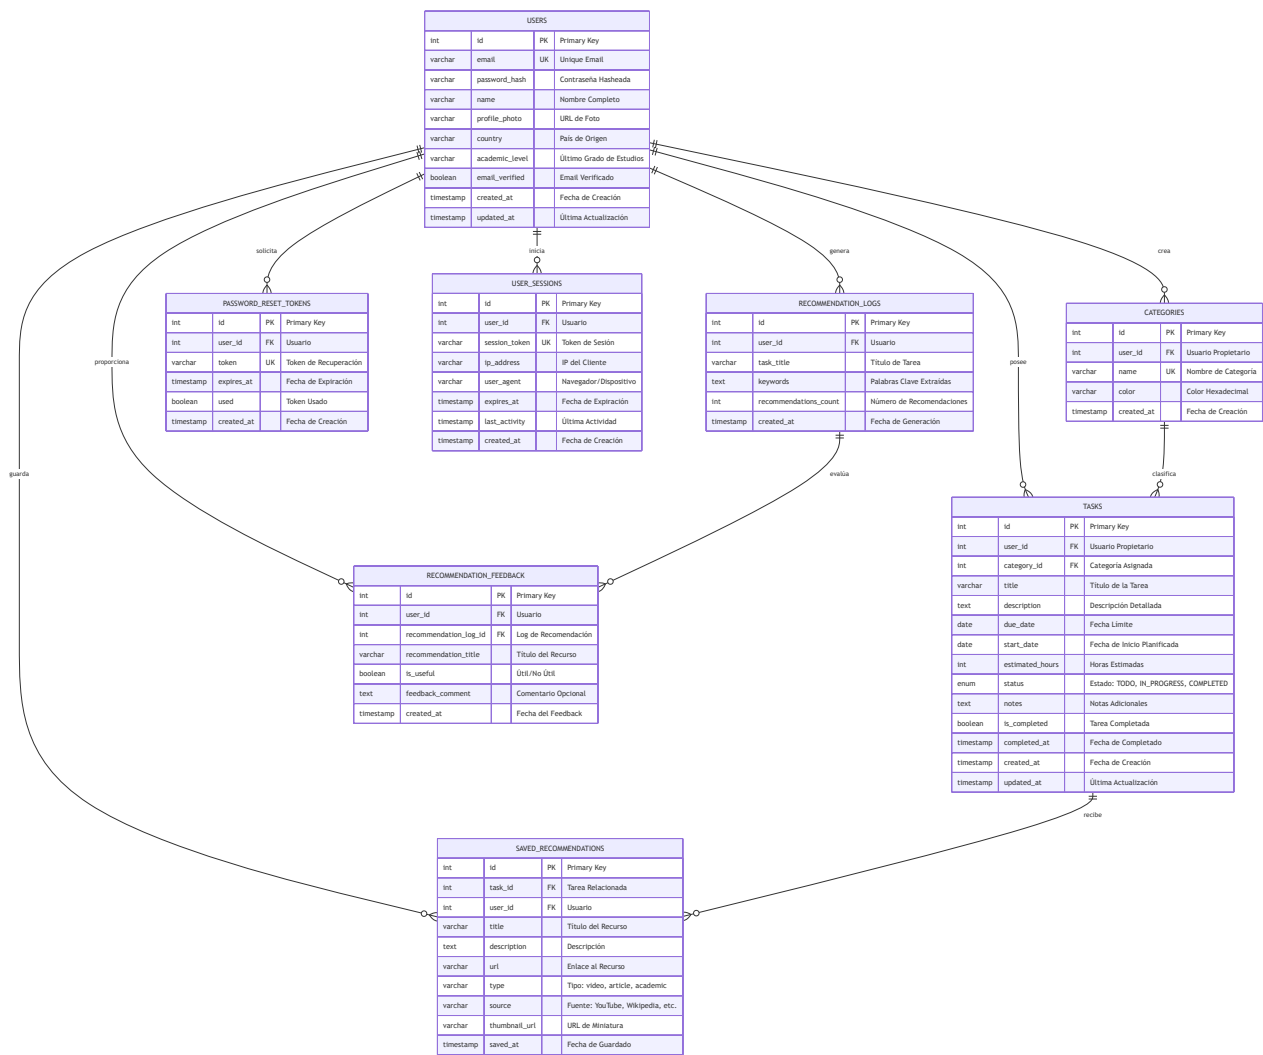 USERS
int id PK Primary Key
varchar email UK Unique Email
varchar password_hash Contraseña Hasheada
varchar name Nombre Completo
varchar profile_photo URL de Foto
varchar country País de Origen
varchar academic_level Último Grado de Estudios
boolean email_verified Email Verificado
timestamp created_at Fecha de Creación
timestamp updated_at Última Actualización
solicita
inicia
genera
crea
PASSWORD_RESET_TOKENS
int id PK Primary Key
int user_id FK Usuario
varchar token UK Token de Recuperación
timestamp expires_at Fecha de Expiración
boolean used Token Usado
timestamp created_at Fecha de Creación
USER_SESSIONS
int id PK Primary Key
int user_id FK Usuario
varchar session_token UK Token de Sesión
varchar ip_address IP del Cliente
varchar user_agent Navegador/Dispositivo
timestamp expires_at Fecha de Expiración
timestamp last_activity Última Actividad
timestamp created_at Fecha de Creación
RECOMMENDATION_LOGS
int id PK Primary Key
int user_id FK Usuario
varchar task_title Título de Tarea
text keywords Palabras Clave Extraídas
int recommendations_count Número de Recomendaciones
timestamp created_at Fecha de Generación
CATEGORIES
int id PK Primary Key
int user_id FK Usuario Propietario
varchar name UK Nombre de Categoría
varchar color Color Hexadecimal
timestamp created_at Fecha de Creación
proporciona
posee
guarda
evalúa
clasifica
TASKS
int id PK Primary Key
int user_id FK Usuario Propietario
int category_id FK Categoría Asignada
varchar title Título de la Tarea
text description Descripción Detallada
date due_date Fecha Límite
date start_date Fecha de Inicio Planificada
int estimated_hours Horas Estimadas
enum status Estado: TODO, IN_PROGRESS, COMPLETED
text notes Notas Adicionales
boolean is_completed Tarea Completada
timestamp completed_at Fecha de Completado
timestamp created_at Fecha de Creación
timestamp updated_at Última Actualización
RECOMMENDATION_FEEDBACK
int id PK Primary Key
int user_id FK Usuario
int recommendation_log_id FK Log de Recomendación
varchar recommendation_title Título del Recurso
boolean is_useful Útil/No Útil
text feedback_comment Comentario Opcional
timestamp created_at Fecha del Feedback
recibe
SAVED_RECOMMENDATIONS
int id PK Primary Key
int task_id FK Tarea Relacionada
int user_id FK Usuario
varchar title Título del Recurso
text description Descripción
varchar url Enlace al Recurso
varchar type Tipo: video, article, academic
varchar source Fuente: YouTube, Wikipedia, etc.
varchar thumbnail_url URL de Miniatura
timestamp saved_at Fecha de Guardado